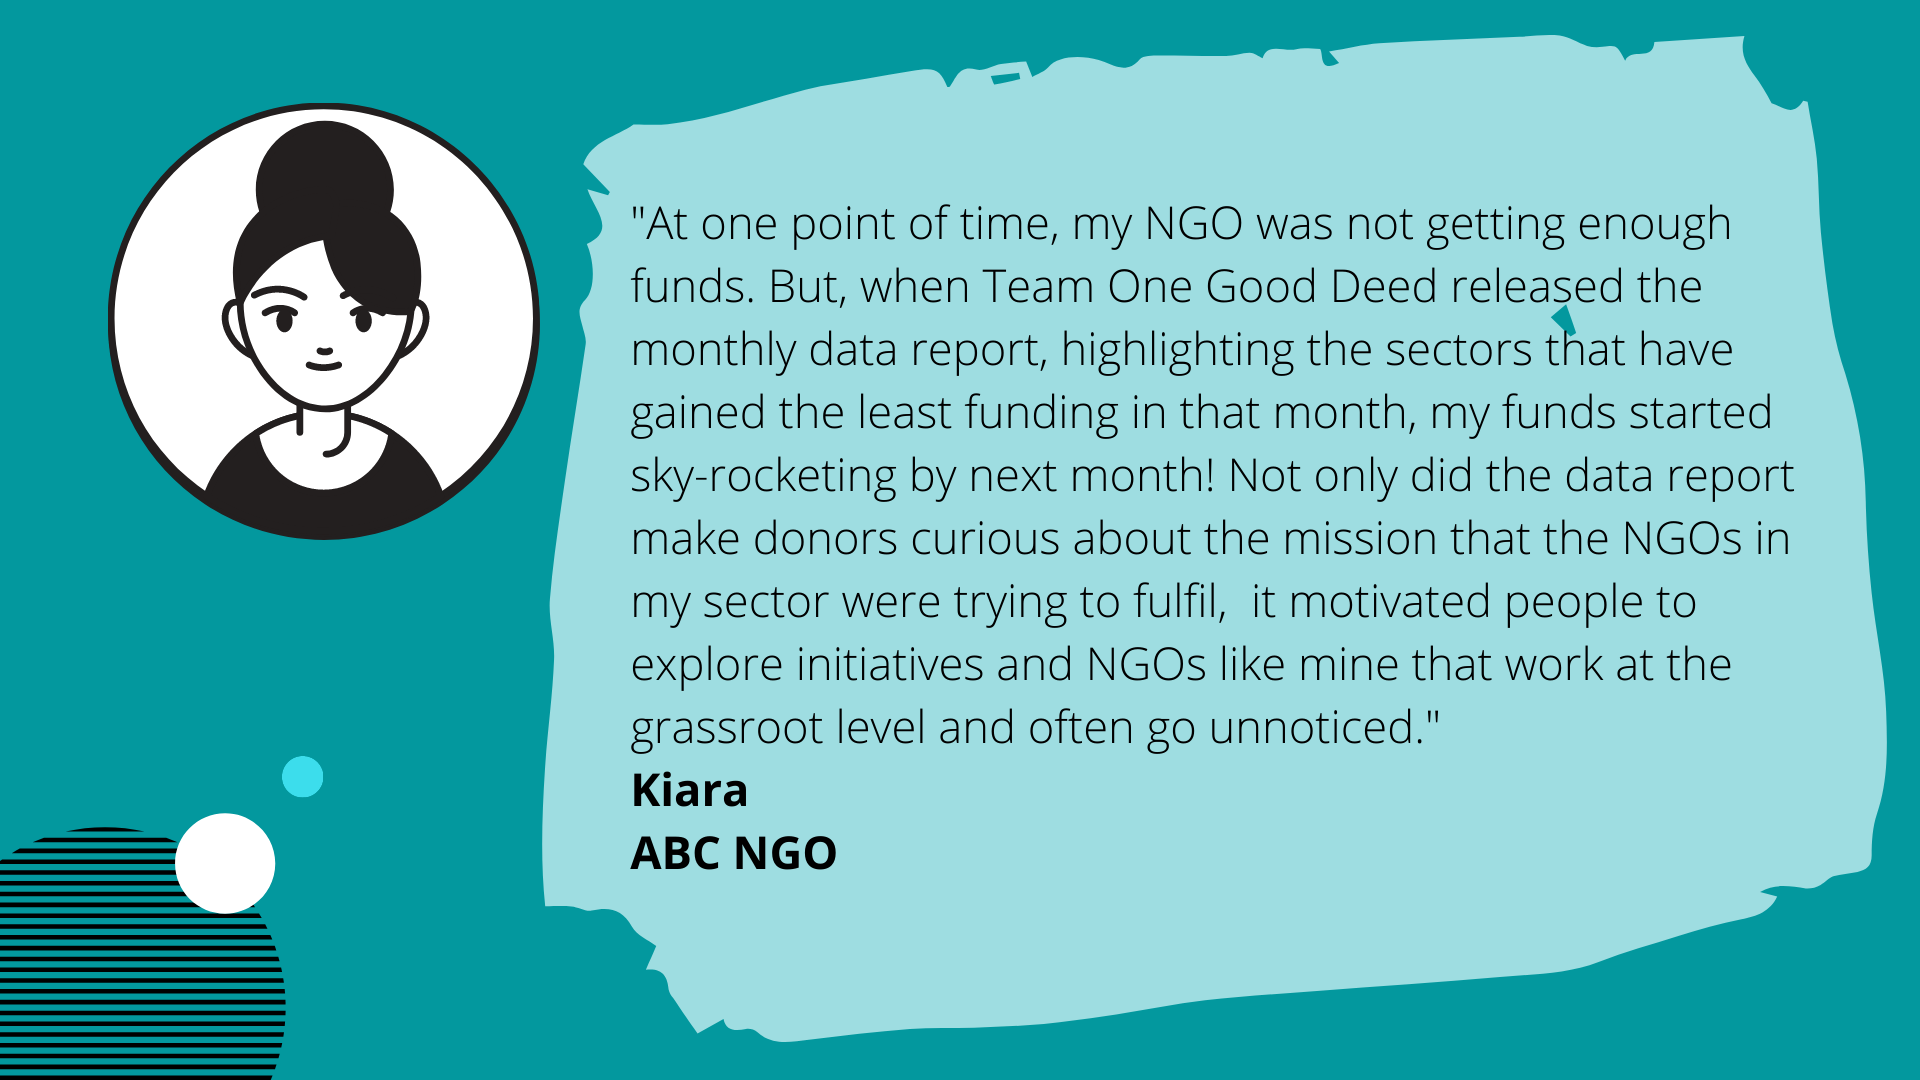 "At one point of time, my NGO was not getting enough
funds. But, when Team One Good Deed released the
monthly data report, highlighting the sectors that have
gained the least funding in that month, my funds started
sky-rocketing by next month! Not only did the data report
make donors curious about the mission that the NGOs in
my sector were trying to fulfil,  it motivated people to
explore initiatives and NGOs like mine that work at the
grassroot level and often go unnoticed."
Kiara
ABC NGO